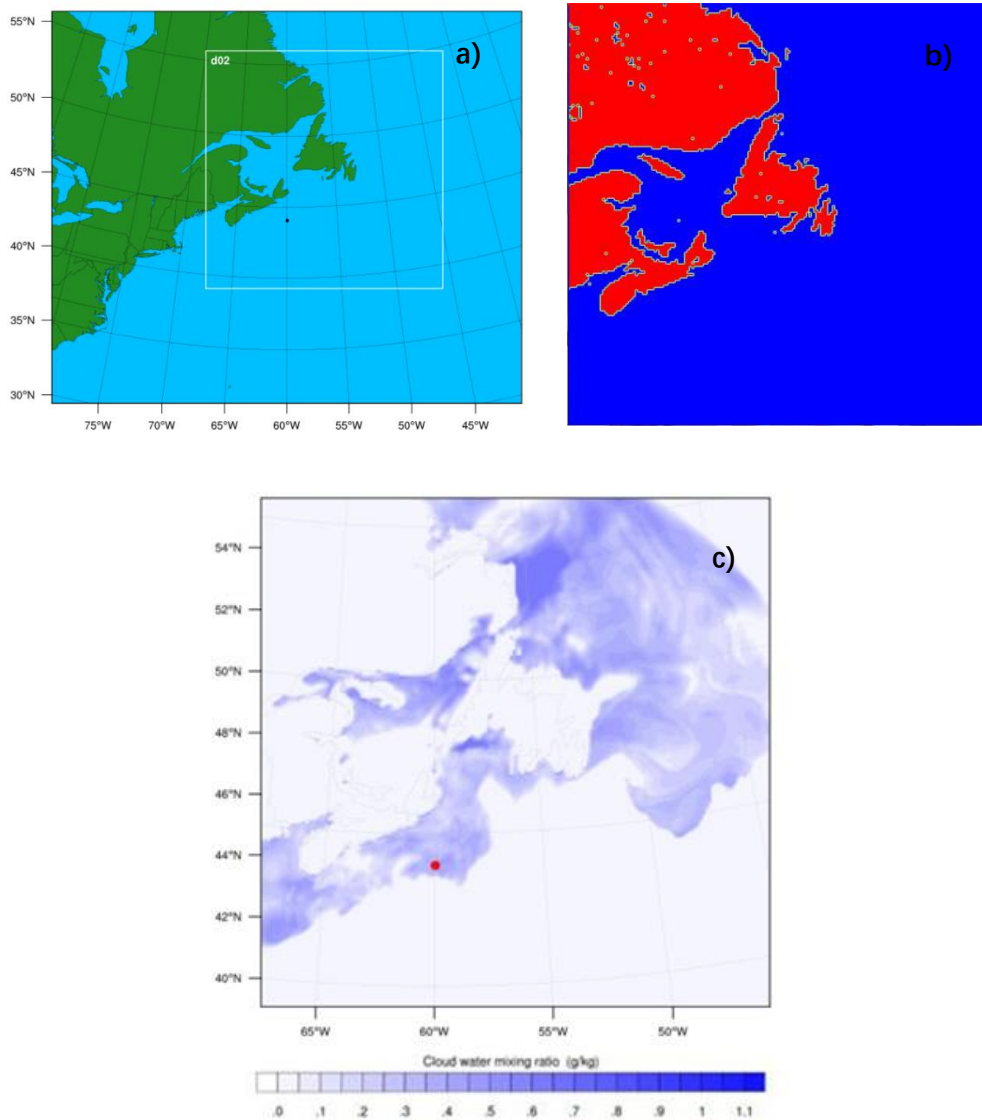 55°N
50°N
45°N
40°N
35°N
30°N
d02
a)
75°W 70°W 65°W 60°W 55°W 50°W 45°W
b)
54°N
52°N
50°N
48°N
46°N
44°N
42°N
40°N
c)
65°W 60°W 55°W 50°W
Cloud water mixing ratio (g/kg)
.0 .1 .2 .3 .4 .5 .6 .7 .8 .9 1 1.1